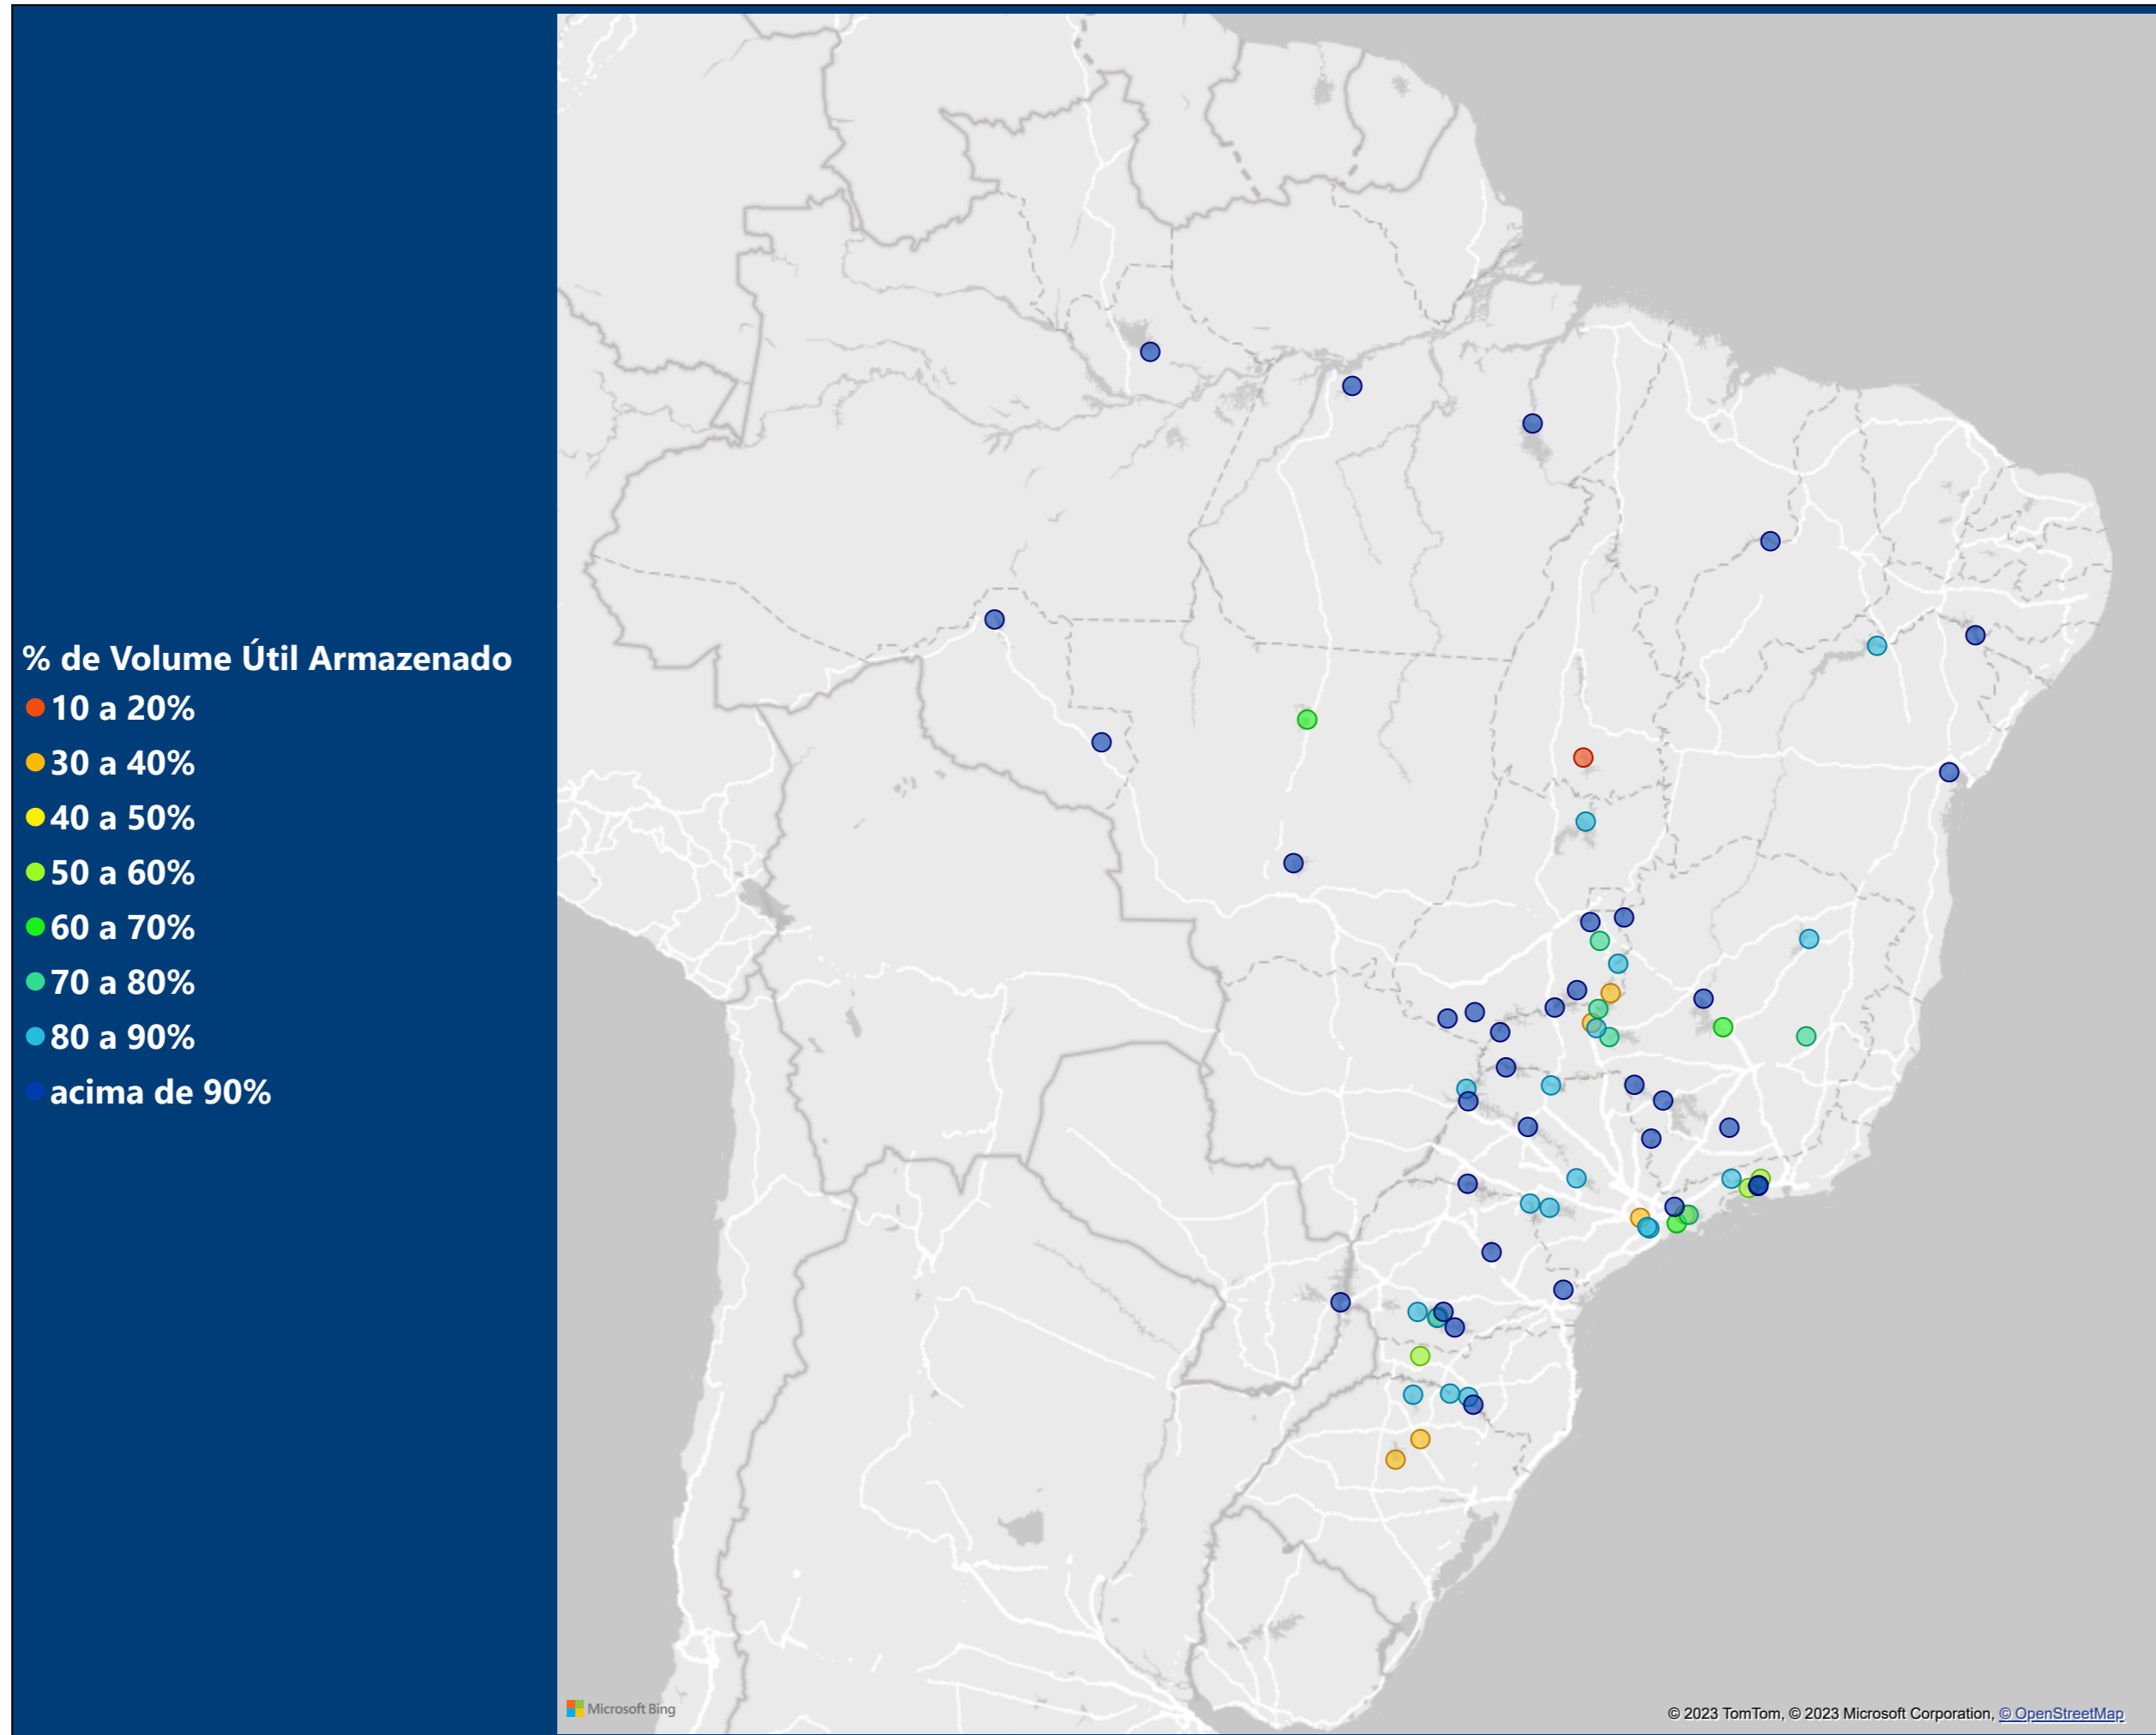 % de Volume Útil Armazenado
10 a 20%
30 a 40%
40 a 50%
50 a 60%
60 a 70%
70 a 80%
80 a 90%
acima de 90%
Microsoft Bing
© 2023 TomTom, © 2023 Microsoft Corporation, © OpenStreetMap